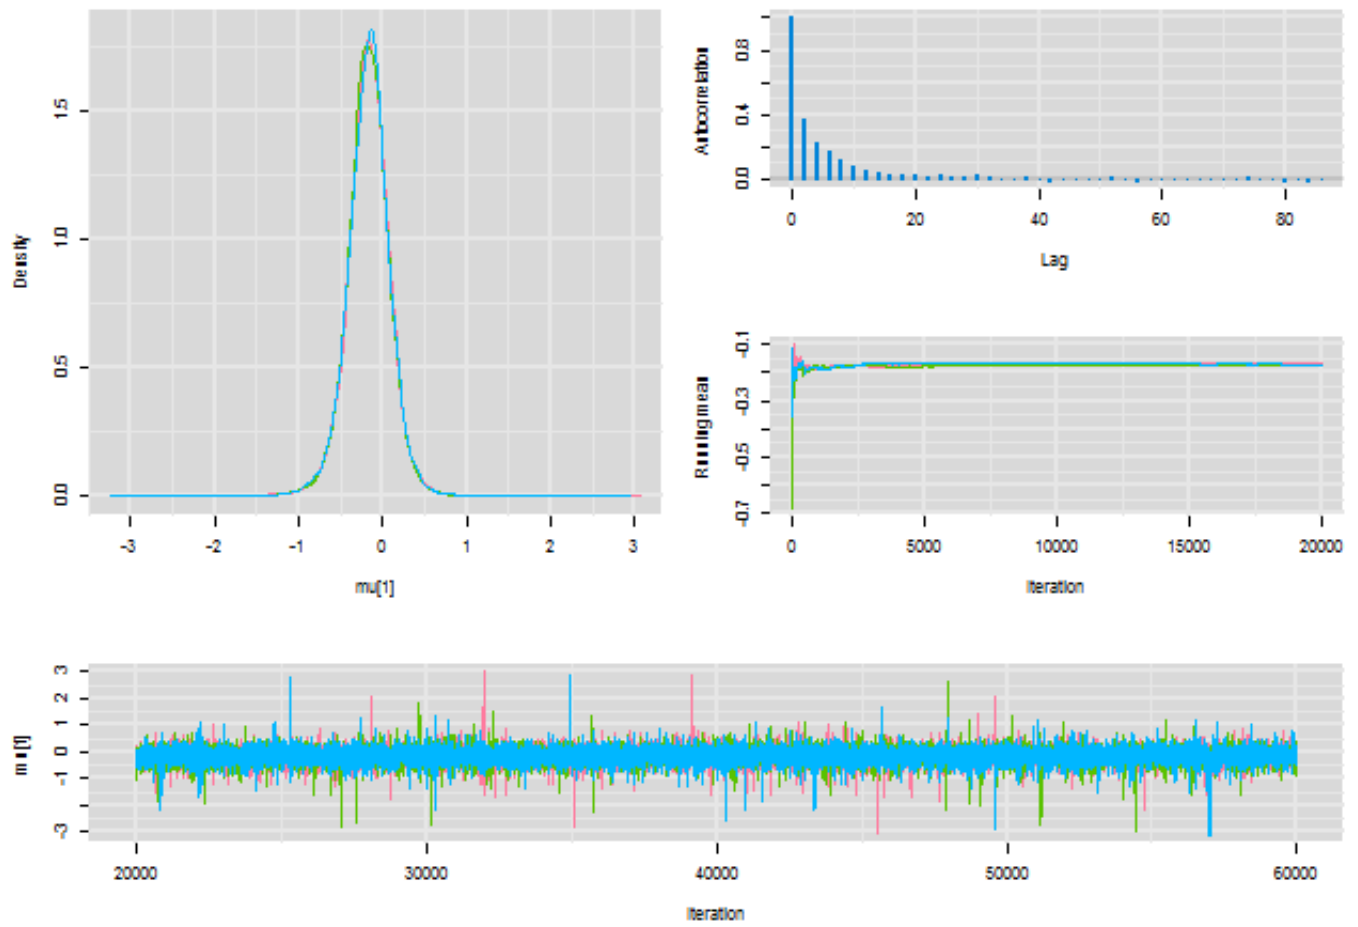 Density
0.0 0.5 1.0 1.5
-3 -2 -1 0 1 2 3
mu[1]
Autocorrelation
0.0 0.4 0.8
0 20 40 60 80
Lag
Running mean
-0.7 -0.5 -0.3 -0.1
0 5000 10000 15000 20000
Iteration
mu[1]
-3 -1 0 1 2 3
20000 30000 40000 50000 60000
Iteration